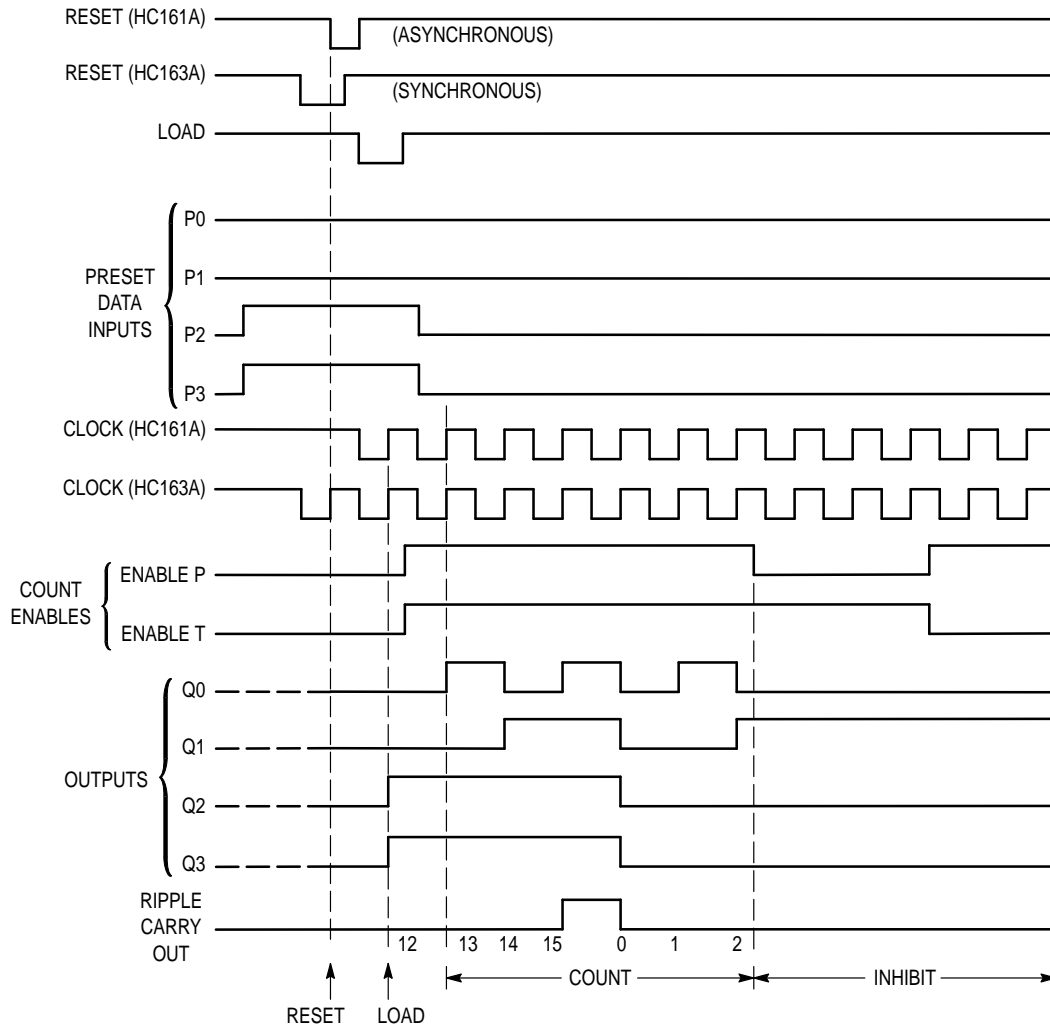 RESET (HC161A)
(ASYNCHRONOUS)
RESET (HC163A)
(SYNCHRONOUS)
LOAD
P0
PRESET
DATA
INPUTS
P1
P2
P3
CLOCK (HC161A)
CLOCK (HC163A)
COUNT
ENABLES
ENABLE P
ENABLE T
OUTPUTS
Q0
Q1
Q2
Q3
RIPPLE
CARRY
OUT
12 13 14 15 0 1 2
COUNT
INHIBIT
RESET LOAD